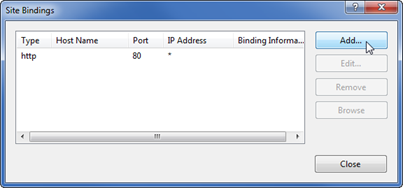 Site Bindings
Type Host Name Port IP Address Binding Informa...
http 80 *
Add...
Edit...
Remove
Browse
Close